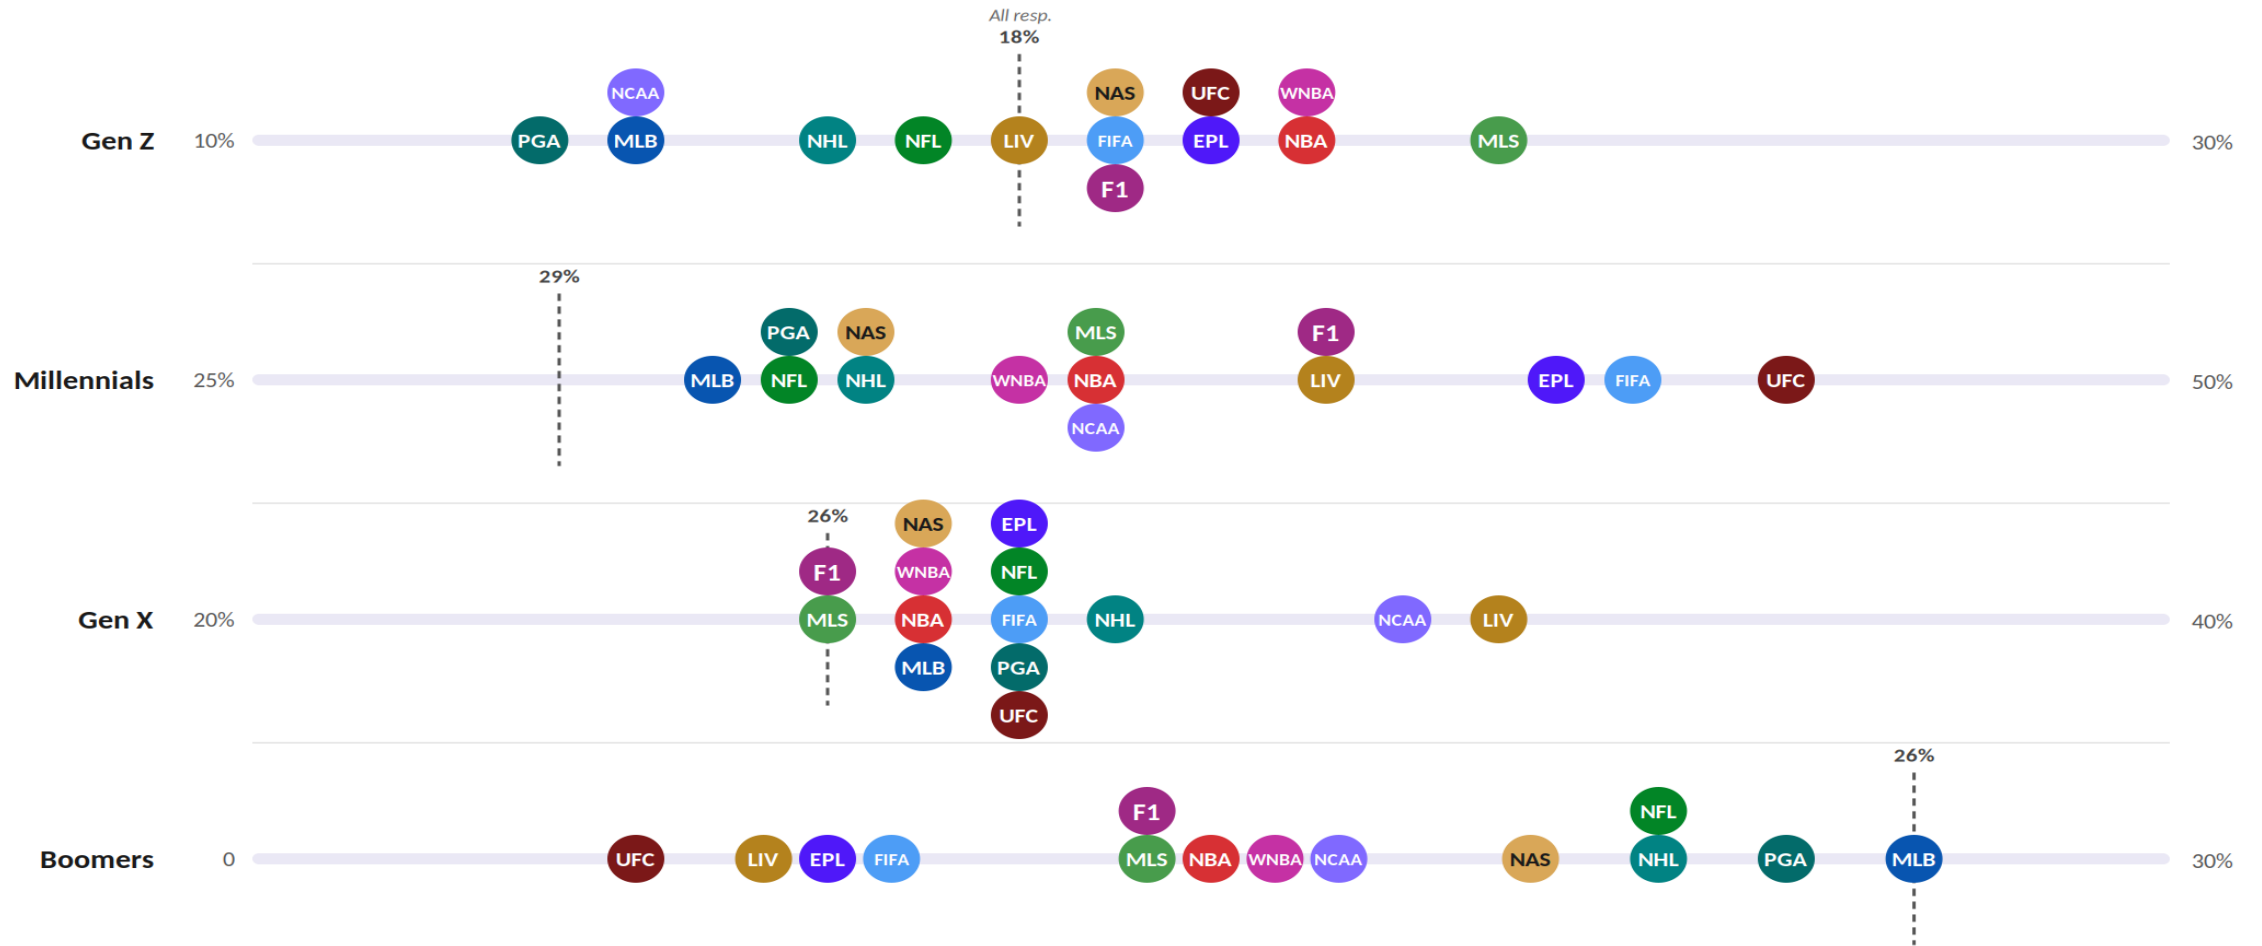 All resp.
18%
NCAA NAS UFC WNBA
Gen Z 10% PGA MLB NHL NFL LIV FIFA EPL NBA MLS 30%
F1
29%
PGA NAS MLS F1
Millennials 25% MLB NFL NHL WNBA NBA LIV EPL FIFA UFC 50%
NCAA
26% NAS EPL
F1 WNBA NFL
Gen X 20% MLS NBA FIFA NHL NCAA LIV 40%
MLB PGA
UFC
26%
F1 NFL
Boomers 0 UFC LIV EPL FIFA MLS NBA WNBA NCAA NAS NHL PGA MLB 30%